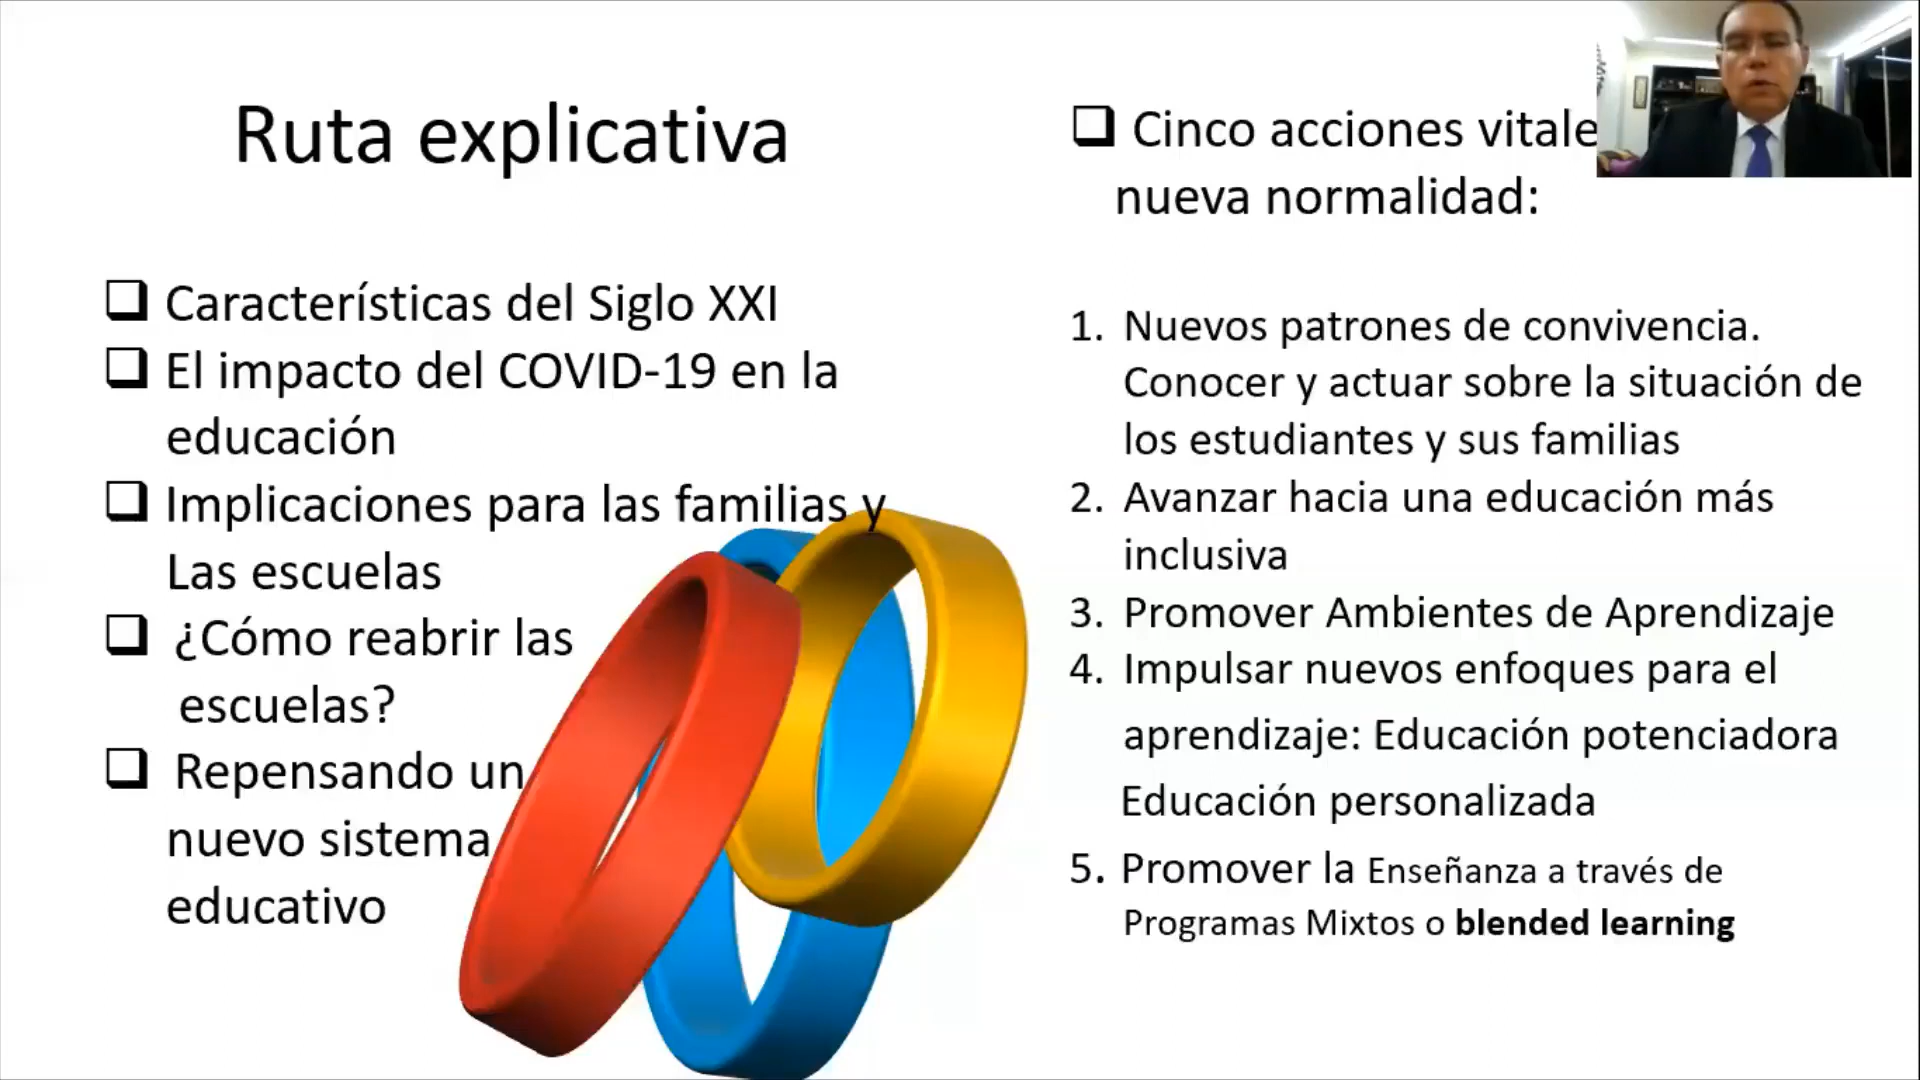 Ruta explicativa
❑ Características del Siglo XXI
❑ El impacto del COVID-19 en la
educación
❑ Implicaciones para las familias y
Las escuelas
❑ ¿Cómo reabrir las
escuelas?
❑ Repensando un
nuevo sistema
educativo
❑ Cinco acciones vitale
nueva normalidad:
1. Nuevos patrones de convivencia.
Conocer y actuar sobre la situación de
los estudiantes y sus familias
2. Avanzar hacia una educación más
inclusiva
3. Promover Ambientes de Aprendizaje
4. Impulsar nuevos enfoques para el
aprendizaje: Educación potenciadora
Educación personalizada
5. Promover la Enseñanza a través de
Programas Mixtos o blended learning